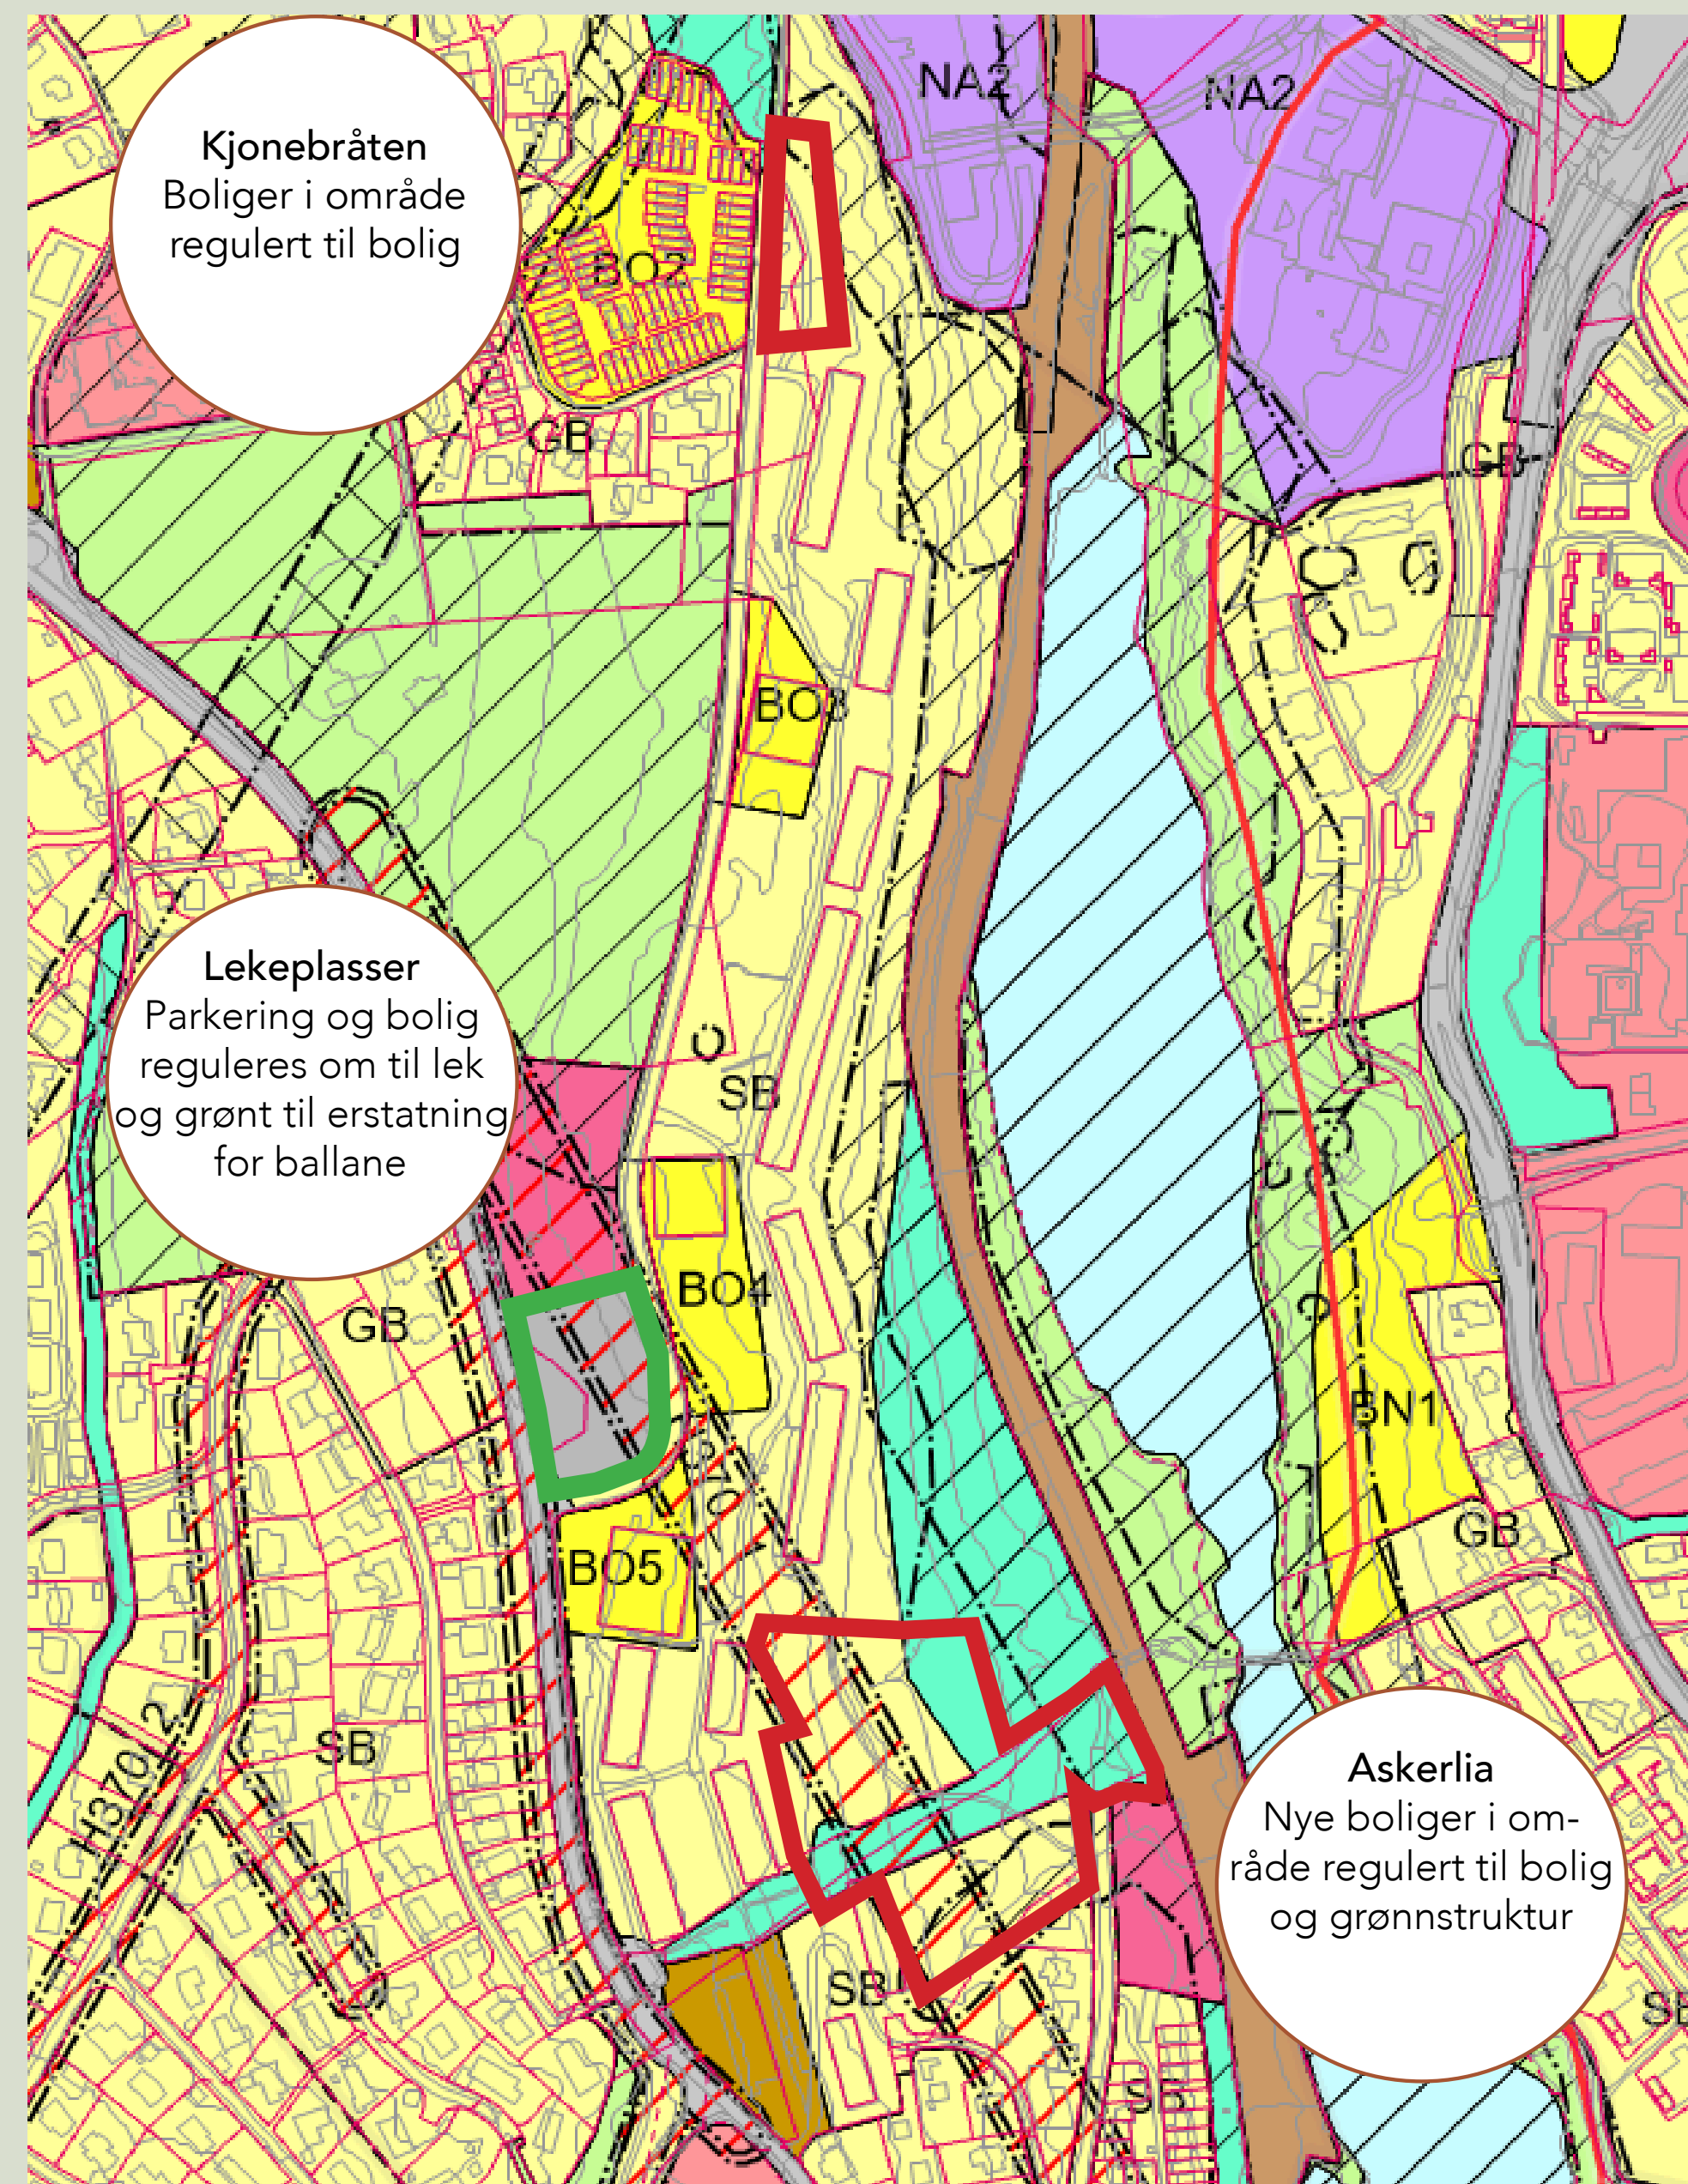 Kjonebråten
Boliger i område
regulert til bolig
NA2
NA2
GB
GB
BO3
Lekeplasser
Parkering og bolig
reguleres om til lek
og grønt til erstatning
for ballane
SB
BO4
GB
BN1
GB
BO5
SB
H370_2
Askerlia
Nye boliger i om-
råde regulert til bolig
og grønnstruktur
SB
SB